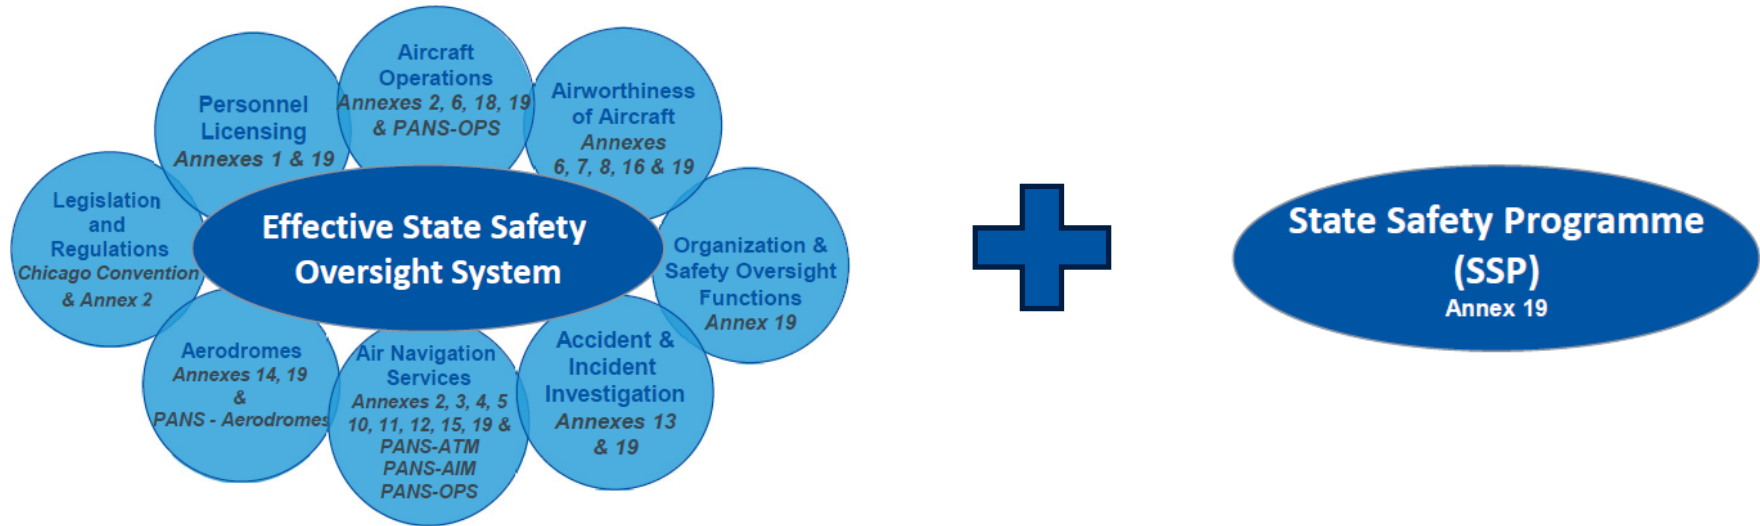 Aircraft
Operations
Annexes 2, 6, 18, 19
& PANS-OPS
Airworthiness
of Aircraft
Annexes
6, 7, 8, 16 & 19
Personnel
Licensing
Annexes 1 & 19
Legislation
and
Regulations
Chicago Convention
& Annex 2
Effective State Safety
Oversight System
Organization &
Safety Oversight
Functions
Annex 19
Aerodromes
Annexes 14, 19
&
PANS - Aerodromes
Air Navigation
Services
Annexes 2, 3, 4, 5
10, 11, 12, 15, 19 &
PANS-ATM
PANS-AIM
PANS-OPS
Accident &
Incident
Investigation
Annexes 13
& 19
State Safety Programme
(SSP)
Annex 19